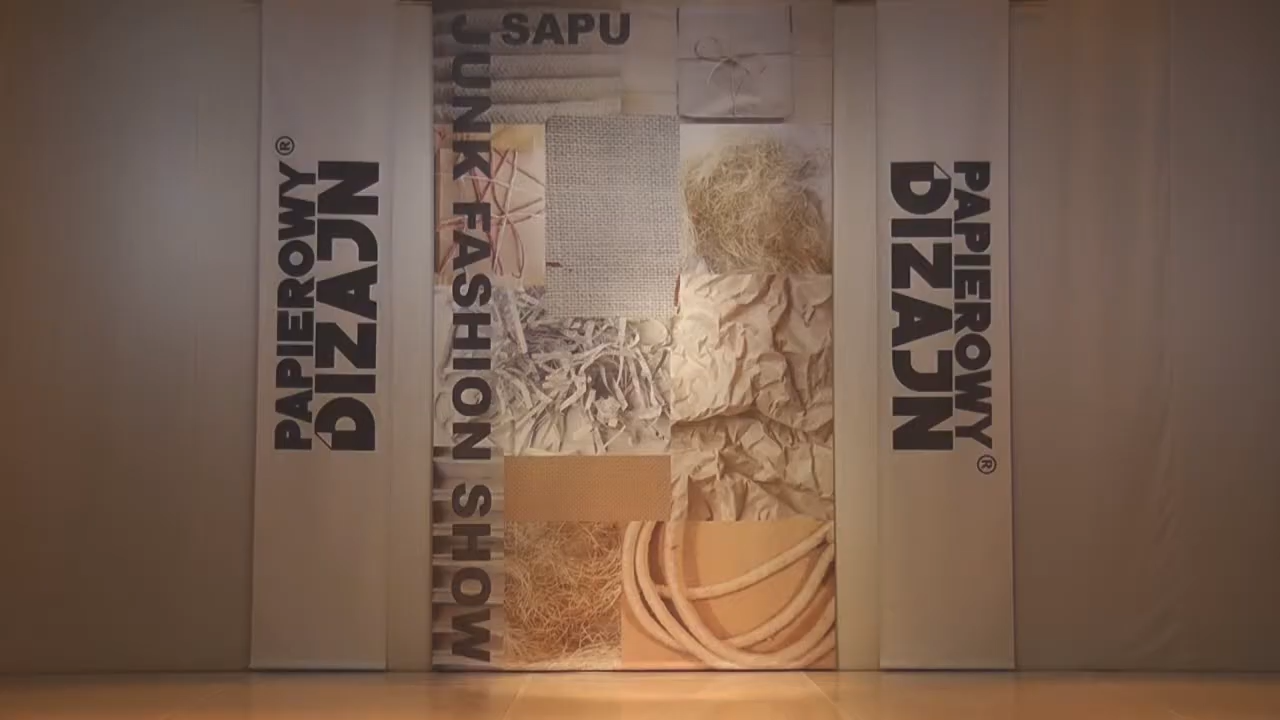 PAPIEROWY®
DIZAJN
SAPU
JUNK FASHION SHOW
PAPIEROWY®
DIZAJN